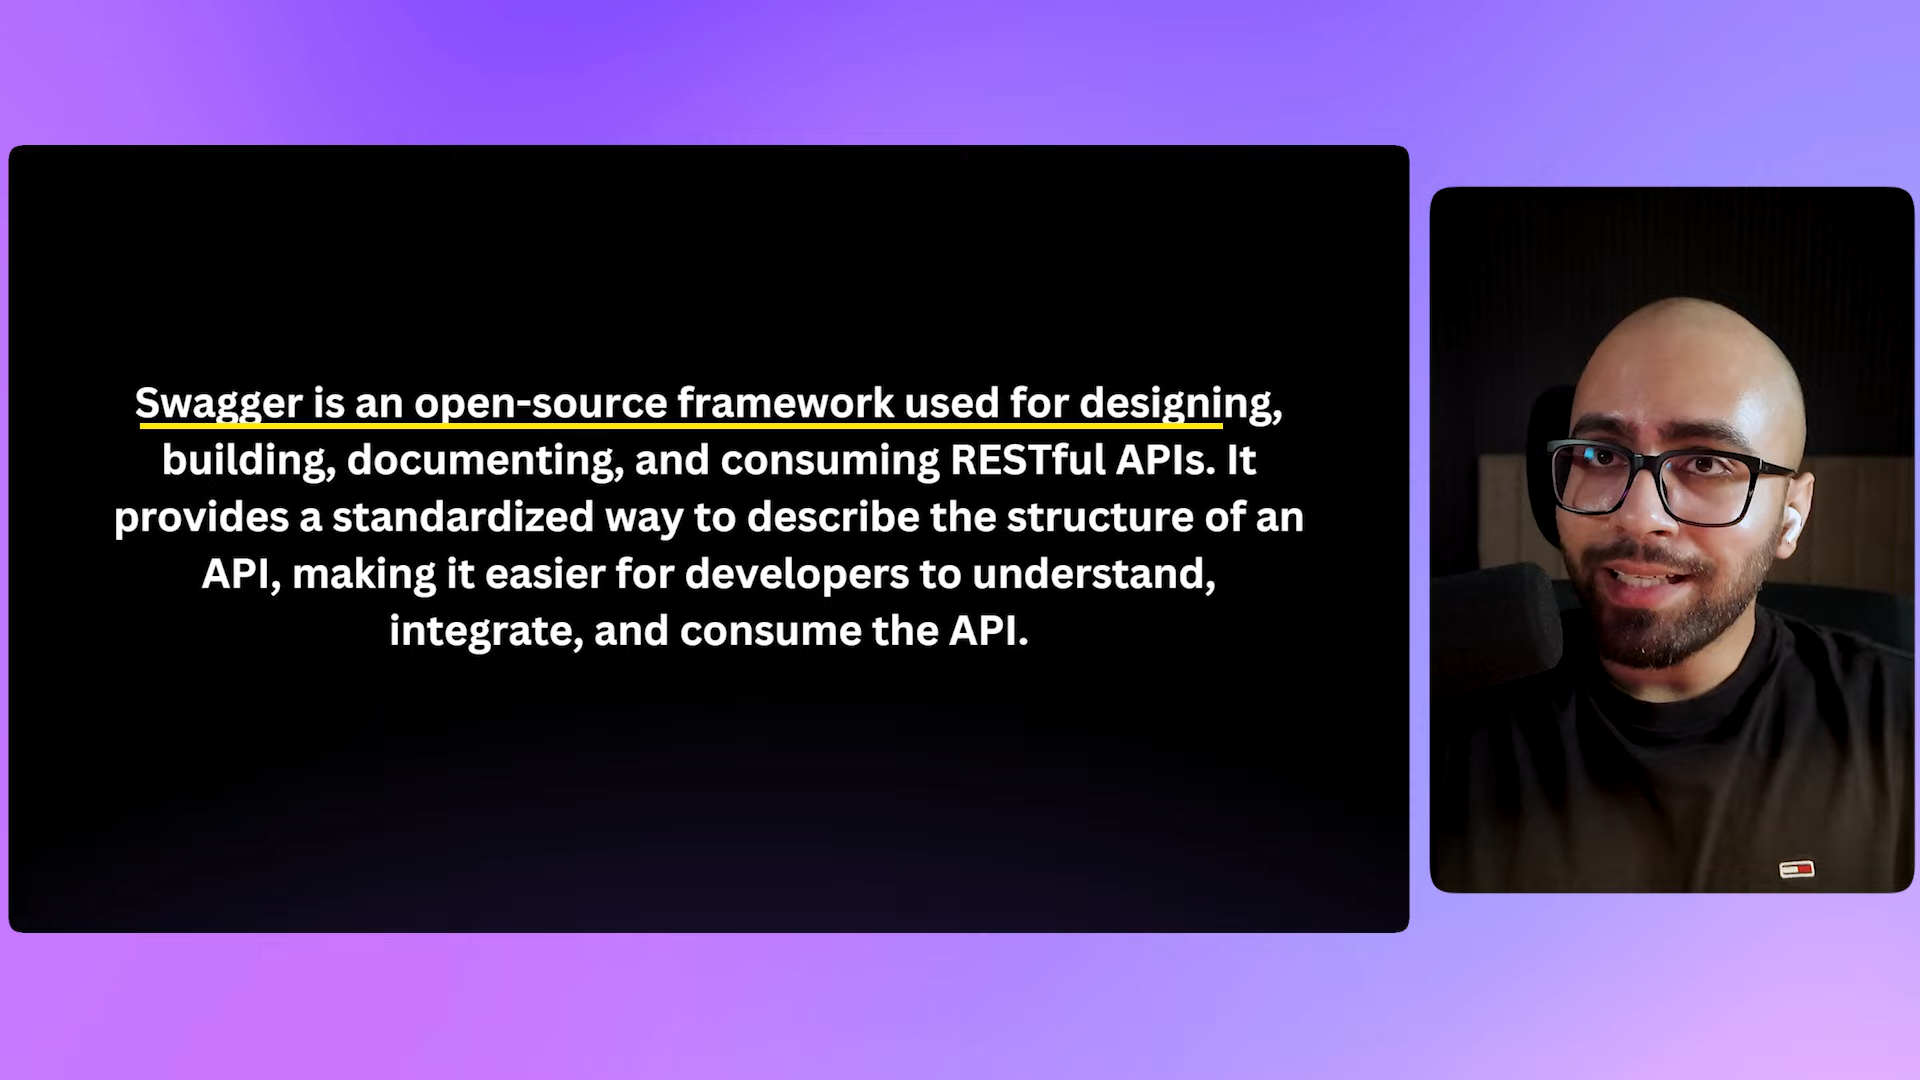 Swagger is an open-source framework used for designing,
building, documenting, and consuming RESTful APIs. It
provides a standardized way to describe the structure of an
API, making it easier for developers to understand,
integrate, and consume the API.